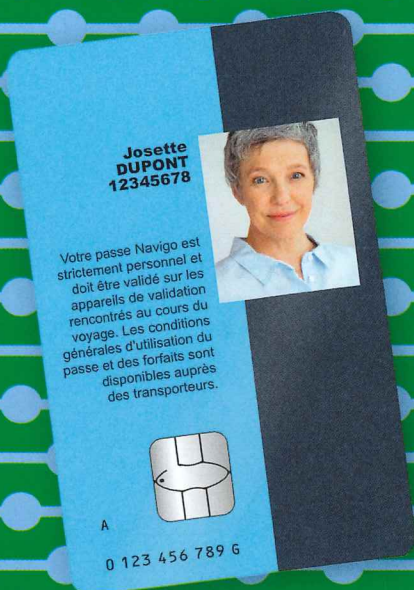 Josette
DUPONT
12345678
Votre passe Navigo est
strictement personnel et
doit être validé sur les
appareils de validation
rencontrés au cours du
voyage. Les conditions
générales d'utilisation du
passe et des forfaits sont
disponibles auprès
des transporteurs.
A
0 123 456 789 G